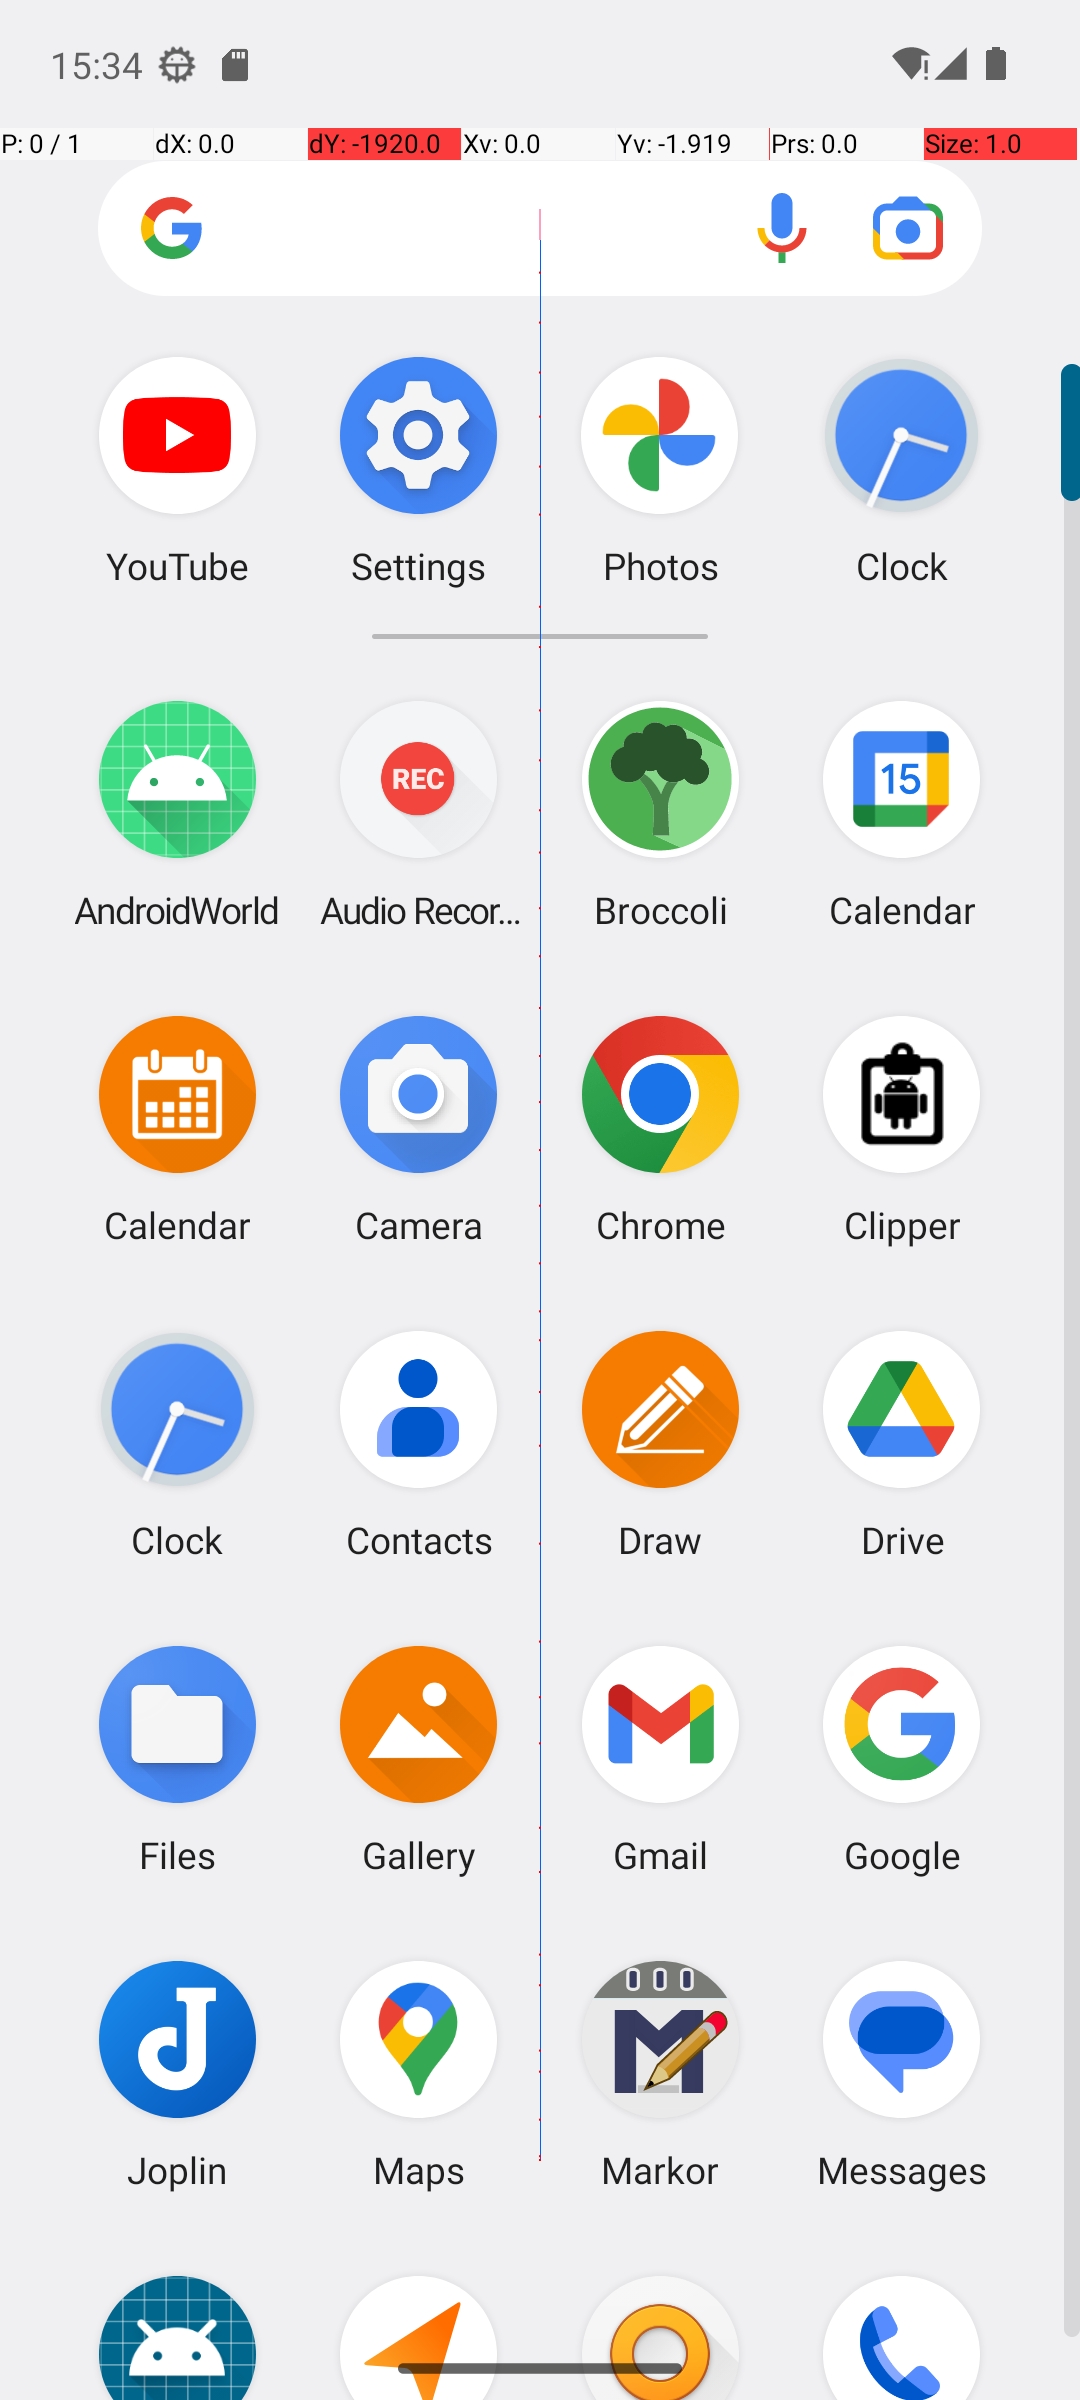 15:34
P: 0 / 1 dX: 0.0 dY: -1920.0 Xv: 0.0 Yv: -1.919 Prs: 0.0 Size: 1.0
YouTube Settings Photos Clock
REC 15
AndroidWorld Audio Recor... Broccoli Calendar
Calendar Camera Chrome Clipper
Clock Contacts Draw Drive
Files Gallery Gmail Google
Joplin Maps Markor Messages